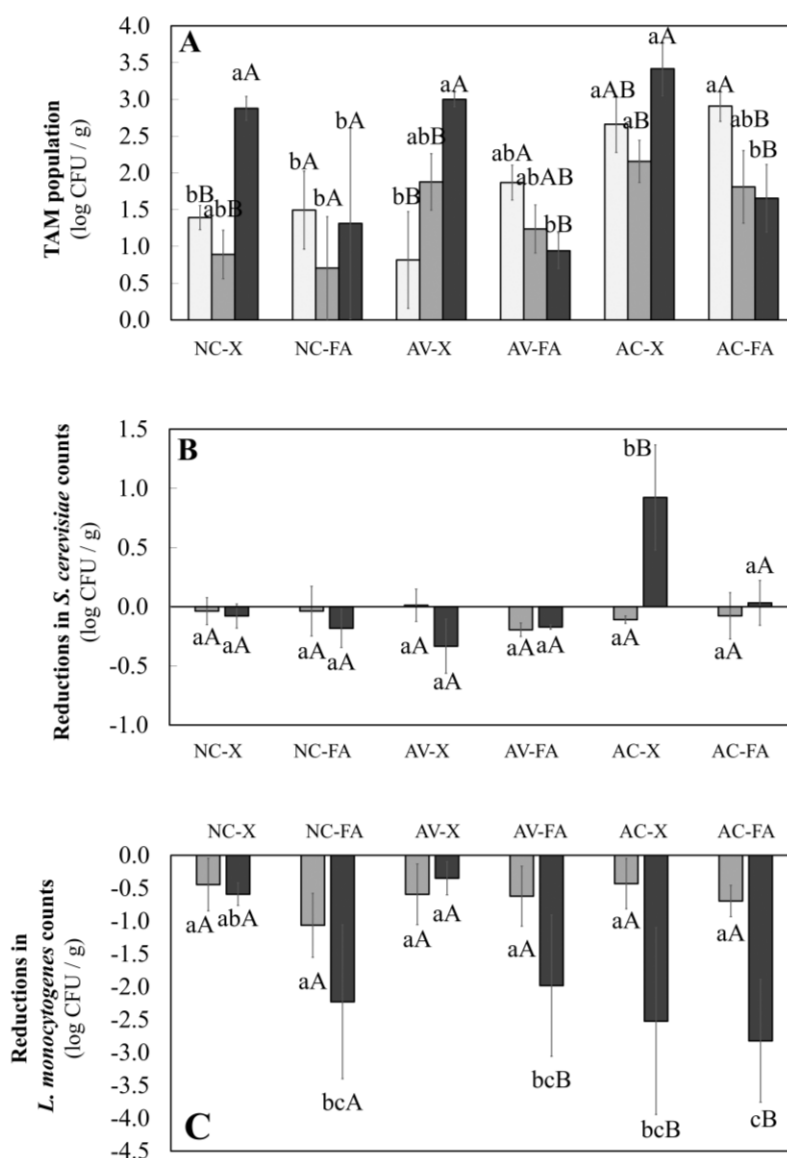 A
TAM population
(log CFU / g)
4.0
3.5
3.0
2.5
2.0
1.5
1.0
0.5
0.0
bB
abB
aA
bA
bA
bA
bB
abB
aA
abA
abAB
bB
aAB
aB
aA
aA
abB
bB
NC-X NC-FA AV-X AV-FA AC-X AC-FA
B
Reductions in S. cerevisiae counts
(log CFU / g)
1.5
1.0
0.5
0.0
-0.5
-1.0
aA
aA
aA
aA
aA
aA
aA
aA
aA
bB
aA
aA
NC-X NC-FA AV-X AV-FA AC-X AC-FA
NC-X NC-FA AV-X AV-FA AC-X AC-FA
Reductions in
L. monocytogenes counts
(log CFU / g)
0.0
-0.5
-1.0
-1.5
-2.0
-2.5
-3.0
-3.5
-4.0
-4.5
aA
abA
aA
bcA
aA
aA
aA
bcB
aA
bcB
aA
cB
C